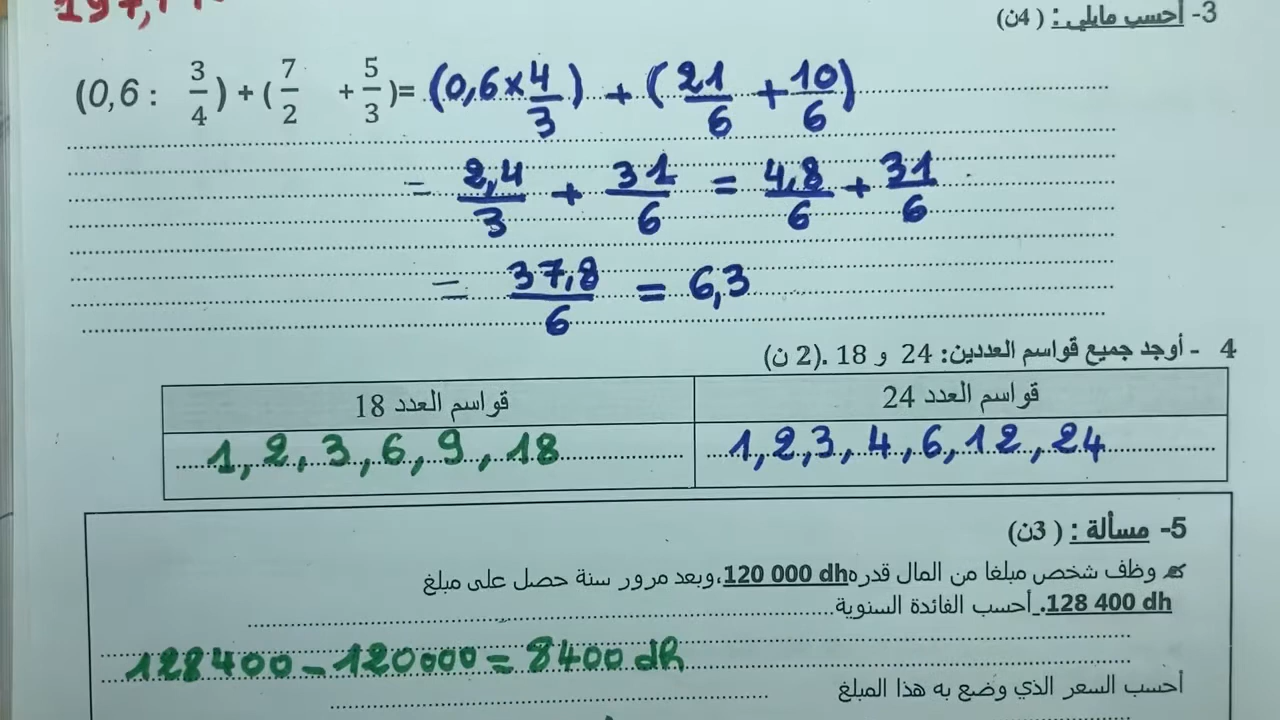 3- أحسب مايلي : ( 4ن)
(0,6 : 3/4) + (7/2 + 5/3)= (0,6×4/3) + (21/6 + 10/6)
= 2,4/3 + 31/6 = 4,8/6 + 31/6
= 37,8/6 = 6,3
4 - أوجد جميع قواسم العددين: 24 و 18 .(2 ن)
قواسم العدد 24 قواسم العدد 18
1,2,3,4,6,12,24 1,2,3,6,9,18
5- مسألة : ( 3ن)
وظف شخص مبلغا من المال قدره120 000 dh،وبعد مرور سنة حصل على مبلغ
128 400 dh. أحسب الفائدة السنوية
128400-120000=8400 dh
أحسب السعر الذي وضع به هذا المبلغ